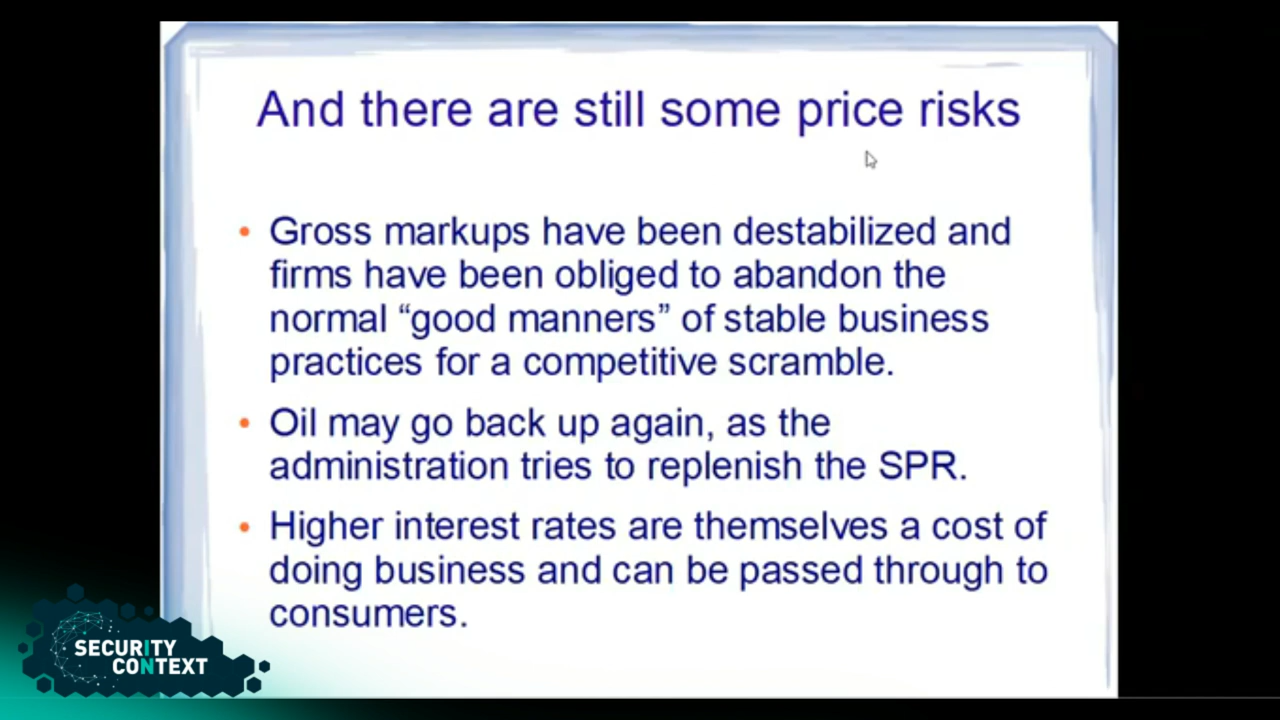 And there are still some price risks
• Gross markups have been destabilized and
firms have been obliged to abandon the
normal “good manners” of stable business
practices for a competitive scramble.
• Oil may go back up again, as the
administration tries to replenish the SPR.
• Higher interest rates are themselves a cost of
doing business and can be passed through to
consumers.
SECURITY
CONTEXT